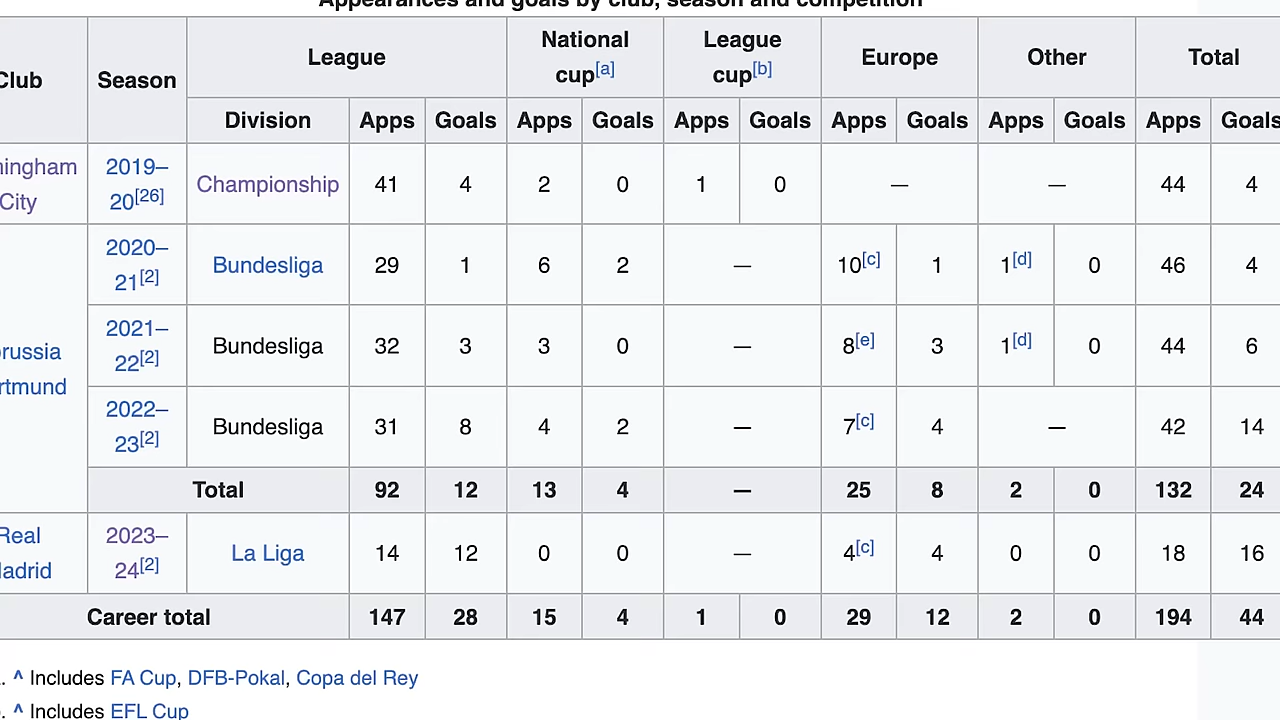 Appearances and goals by club, season and competition
Club Season League National cup[a] League cup[b] Europe Other Total
Division Apps Goals Apps Goals Apps Goals Apps Goals Apps Goals Apps Goals
mingham City 2019–20[26] Championship 41 4 2 0 1 0 — — 44 4
orussia rtmund 2020–21[2] Bundesliga 29 1 6 2 — 10[c] 1 1[d] 0 46 4
2021–22[2] Bundesliga 32 3 3 0 — 8[e] 3 1[d] 0 44 6
2022–23[2] Bundesliga 31 8 4 2 — 7[c] 4 — 42 14
Total 92 12 13 4 — 25 8 2 0 132 24
Real adrid 2023–24[2] La Liga 14 12 0 0 — 4[c] 4 0 0 18 16
Career total 147 28 15 4 1 0 29 12 2 0 194 44
. ^ Includes FA Cup, DFB-Pokal, Copa del Rey
. ^ Includes EFL Cup